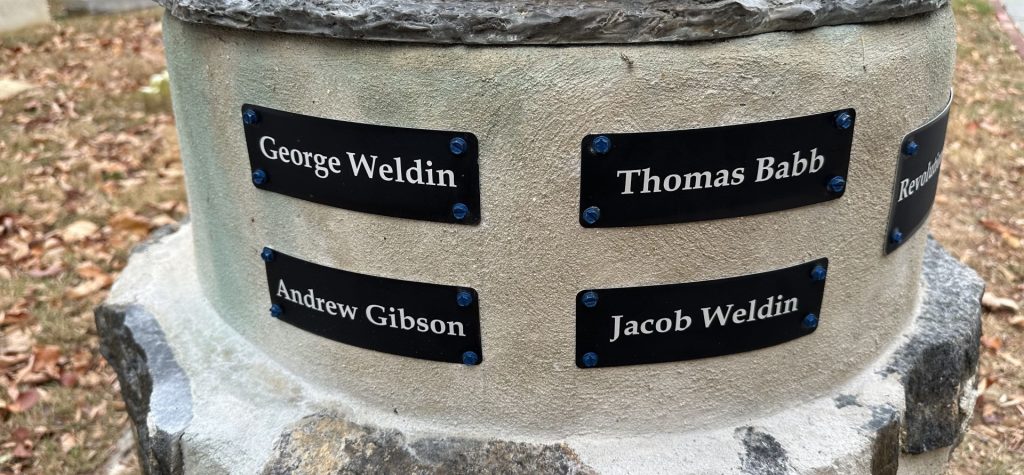 George Weldin
Thomas Babb
Andrew Gibson
Jacob Weldin